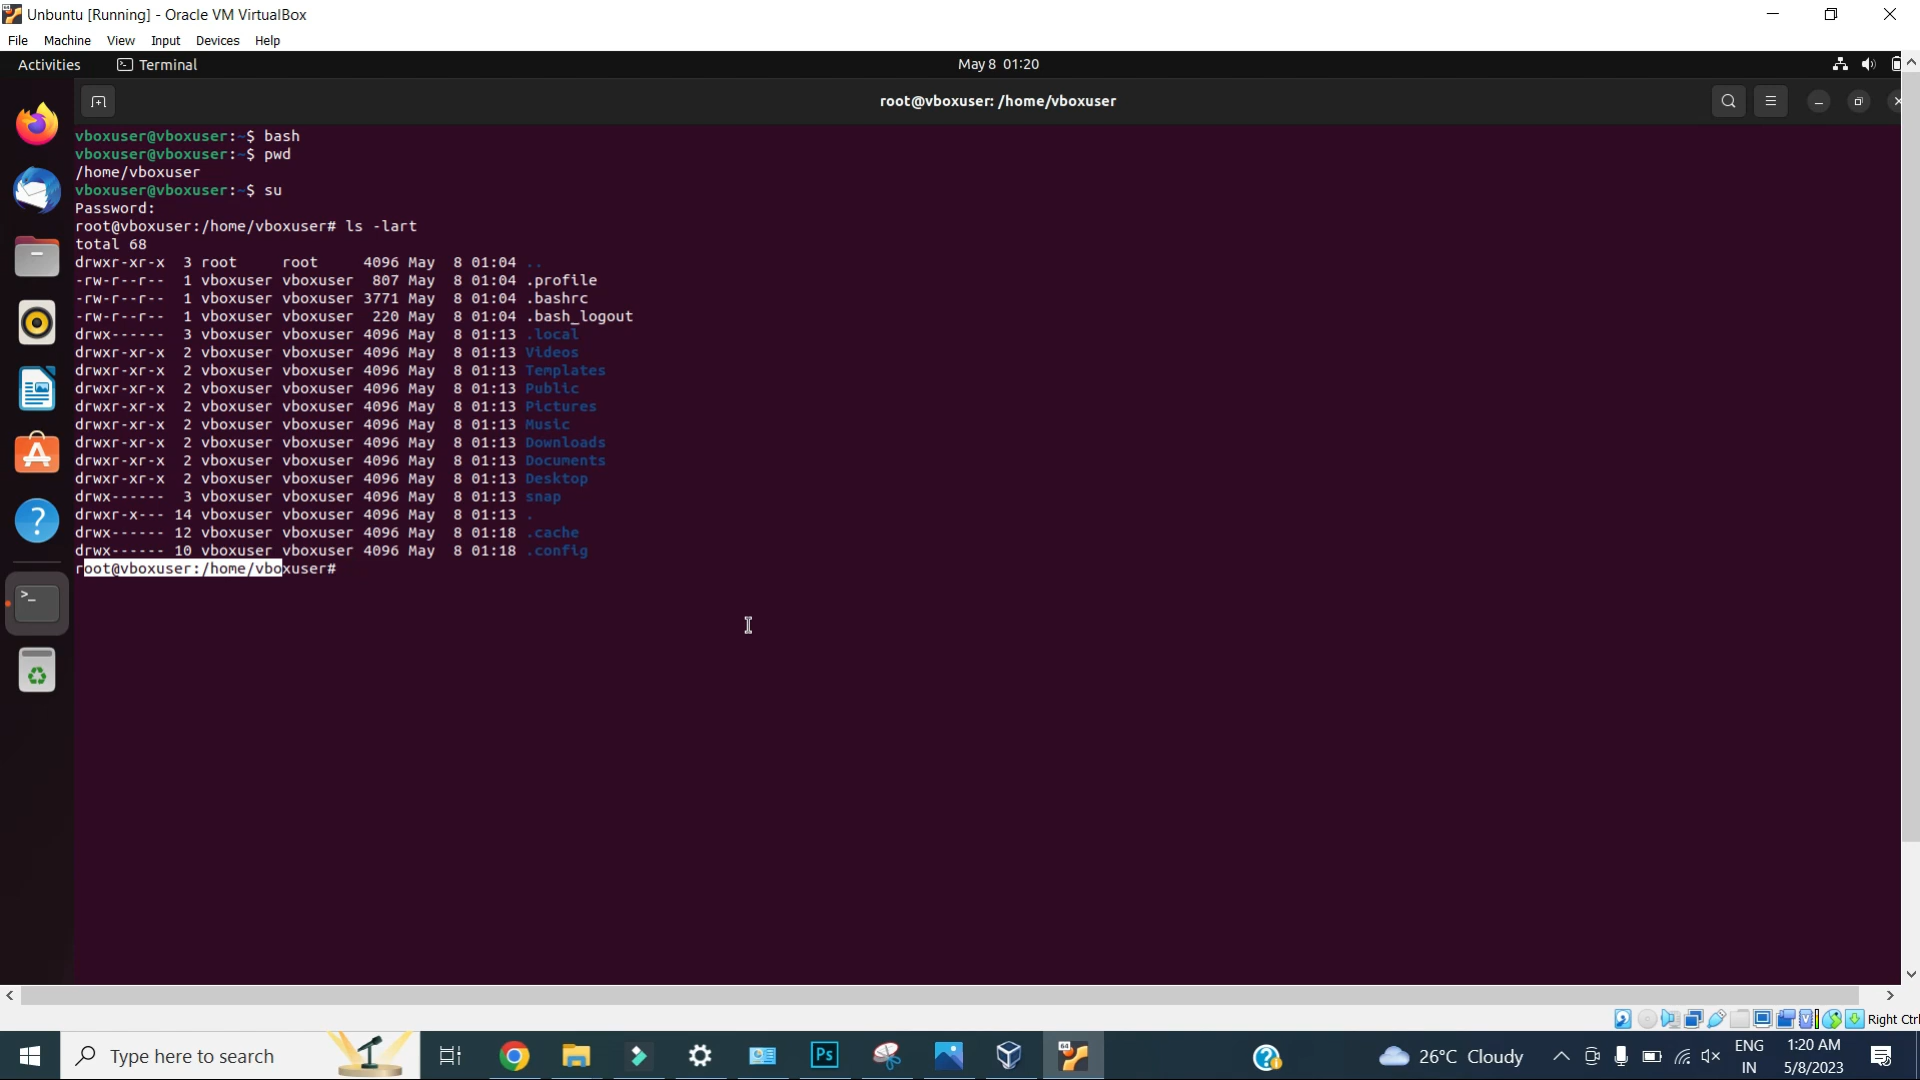 Unbuntu [Running] - Oracle VM VirtualBox
File Machine View Input Devices Help
Activities Terminal May 8 01:20
root@vboxuser: /home/vboxuser
vboxuser@vboxuser:~$ bash
vboxuser@vboxuser:~$ pwd
/home/vboxuser
vboxuser@vboxuser:~$ su
Password:
root@vboxuser:/home/vboxuser# ls -lart
total 68
drwxr-xr-x  3 root     root     4096 May  8 01:04 ..
-rw-r--r--  1 vboxuser vboxuser  807 May  8 01:04 .profile
-rw-r--r--  1 vboxuser vboxuser 3771 May  8 01:04 .bashrc
-rw-r--r--  1 vboxuser vboxuser  220 May  8 01:04 .bash_logout
drwx------  3 vboxuser vboxuser 4096 May  8 01:13 .local
drwxr-xr-x  2 vboxuser vboxuser 4096 May  8 01:13 Videos
drwxr-xr-x  2 vboxuser vboxuser 4096 May  8 01:13 Templates
drwxr-xr-x  2 vboxuser vboxuser 4096 May  8 01:13 Public
drwxr-xr-x  2 vboxuser vboxuser 4096 May  8 01:13 Pictures
drwxr-xr-x  2 vboxuser vboxuser 4096 May  8 01:13 Music
drwxr-xr-x  2 vboxuser vboxuser 4096 May  8 01:13 Downloads
drwxr-xr-x  2 vboxuser vboxuser 4096 May  8 01:13 Documents
drwxr-xr-x  2 vboxuser vboxuser 4096 May  8 01:13 Desktop
drwx------  3 vboxuser vboxuser 4096 May  8 01:13 snap
drwxr-x--- 14 vboxuser vboxuser 4096 May  8 01:13 .
drwx------ 12 vboxuser vboxuser 4096 May  8 01:18 .cache
drwx------ 10 vboxuser vboxuser 4096 May  8 01:18 .config
root@vboxuser:/home/vboxuser#
Right Ctrl
Type here to search Ps 26°C Cloudy ENG 1:20 AM
IN 5/8/2023